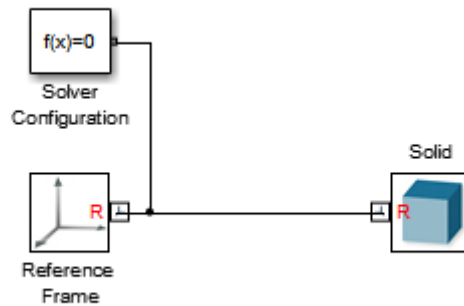 f(x)=0
Solver
Configuration
Solid
R
R
Reference
Frame